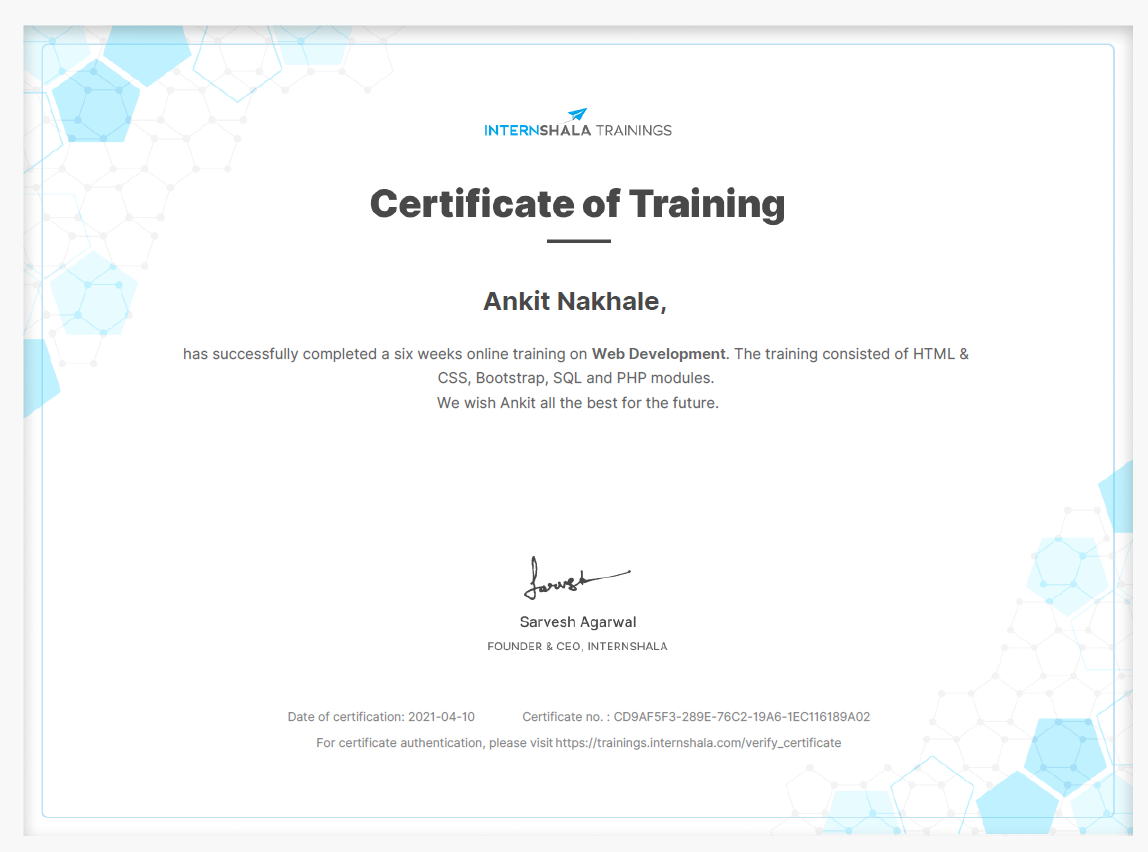 INTERNSHALA TRAININGS
Certificate of Training
Ankit Nakhale,
has successfully completed a six weeks online training on Web Development. The training consisted of HTML &
CSS, Bootstrap, SQL and PHP modules.
We wish Ankit all the best for the future.
Sarvesh
Sarvesh Agarwal
FOUNDER & CEO, INTERNSHALA
Date of certification: 2021-04-10 Certificate no. : CD9AF5F3-289E-76C2-19A6-1EC116189A02
For certificate authentication, please visit https://trainings.internshala.com/verify_certificate